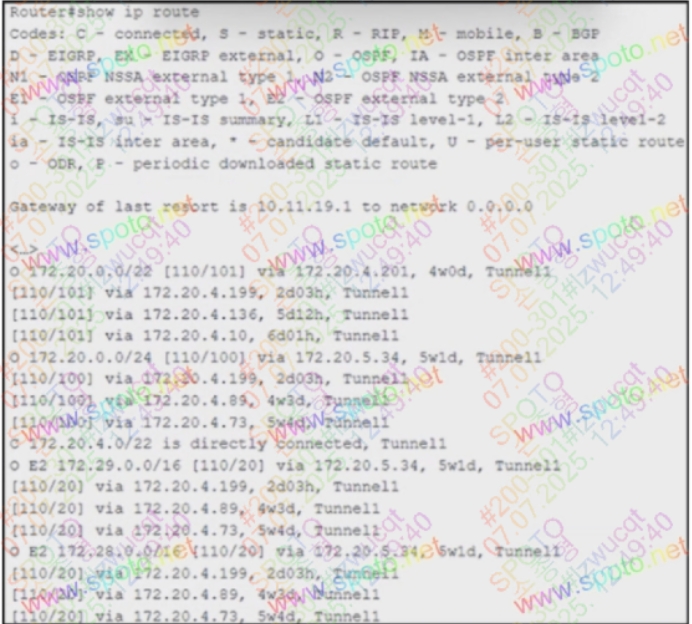 Router#show ip route
Codes: C - connected, S - static, R - RIP, M - mobile, B - BGP
D - EIGRP, EX - EIGRP external, O - OSPF, IA - OSPF inter area
N1 - OSPF NSSA external type 1, N2 - OSPF NSSA external type 2
E1 - OSPF external type 1, E2 - OSPF external type 2
i - IS-IS, su - IS-IS summary, L1 - IS-IS level-1, L2 - IS-IS level-2
ia - IS-IS inter area, * - candidate default, U - per-user static route
o - ODR, P - periodic downloaded static route
Gateway of last resort is 10.11.19.1 to network 0.0.0.0
<...>
O 172.20.0.0/22 [110/101] via 172.20.4.201, 4w0d, Tunnel1
[110/101] via 172.20.4.199, 2d03h, Tunnel1
[110/101] via 172.20.4.136, 5d12h, Tunnel1
[110/101] via 172.20.4.10, 6d01h, Tunnel1
O 172.20.0.0/24 [110/100] via 172.20.5.34, 5w1d, Tunnel1
[110/100] via 172.20.4.199, 2d03h, Tunnel1
[110/100] via 172.20.4.89, 4w3d, Tunnel1
[110/100] via 172.20.4.73, 5w4d, Tunnel1
C 172.20.4.0/22 is directly connected, Tunnel1
O E2 172.29.0.0/16 [110/20] via 172.20.5.34, 5w1d, Tunnel1
[110/20] via 172.20.4.199, 2d03h, Tunnel1
[110/20] via 172.20.4.89, 4w3d, Tunnel1
[110/20] via 172.20.4.73, 5w4d, Tunnel1
O E2 172.28.0.0/16 [110/20] via 172.20.5.34, 5w1d, Tunnel1
[110/20] via 172.20.4.199, 2d03h, Tunnel1
[110/20] via 172.20.4.89, 4w3d, Tunnel1
[110/20] via 172.20.4.73, 5w4d, Tunnel1
www.spoto.net
SPOTO
#200-301#lzwucqt
07.07.2025. 12:49:40